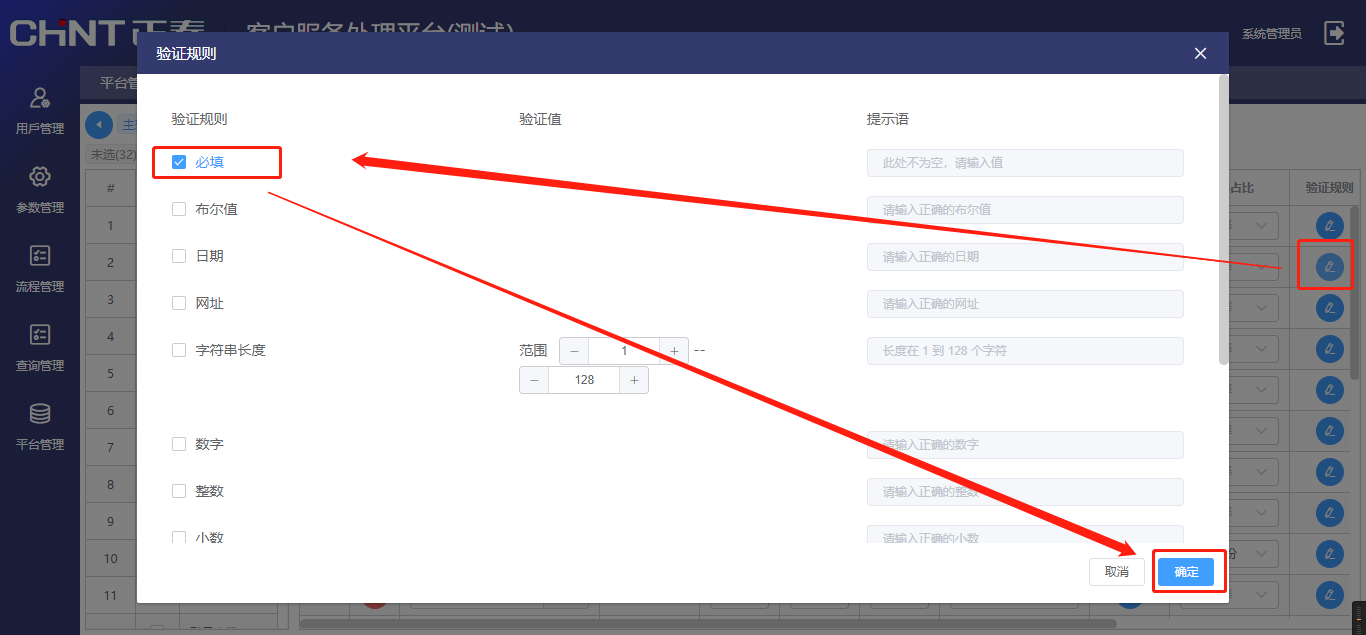 CHNT 正泰
客户服务处理平台(测试)
系统管理员
用戶管理
参数管理
流程管理
查询管理
平台管理
平台管
主
未选(32)
#
1
2
3
4
5
6
7
8
9
10
11
占比
验证规则
分
验证规则
验证规则
验证值
提示语
必填
此处不为空，请输入值
布尔值
请输入正确的布尔值
日期
请输入正确的日期
网址
请输入正确的网址
字符串长度
范围
1
--
128
长度在 1 到 128 个字符
数字
请输入正确的数字
整数
请输入正确的整数
小数
请输入正确的小数
取消
确定